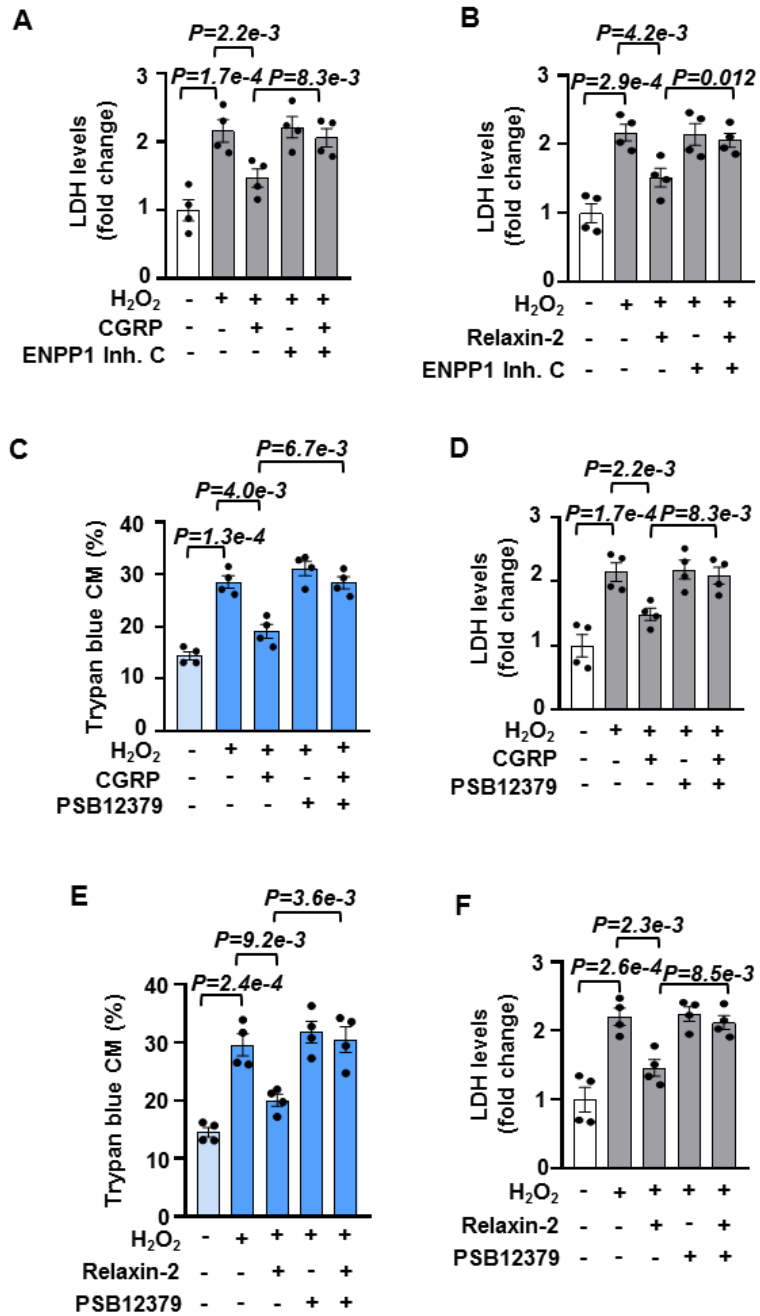 A
P=2.2e-3
P=1.7e-4 P=8.3e-3
LDH levels
(fold change)
3
2
1
0
H₂O₂ - + + + +
CGRP - - + - +
ENPP1 Inh. C - - - + +
B
P=4.2e-3
P=2.9e-4 P=0.012
LDH levels
(fold change)
3
2
1
0
H₂O₂ - + + + +
Relaxin-2 - - + - +
ENPP1 Inh. C - - - + +
C
P=6.7e-3
P=4.0e-3
P=1.3e-4
Trypan blue CM (%)
40
30
20
10
0
H₂O₂ - + + + +
CGRP - - + - +
PSB12379 - - - + +
D
P=2.2e-3
P=1.7e-4 P=8.3e-3
LDH levels
(fold change)
3
2
1
0
H₂O₂ - + + + +
CGRP - - + - +
PSB12379 - - - + +
E
P=3.6e-3
P=9.2e-3
P=2.4e-4
Trypan blue CM (%)
40
30
20
10
0
H₂O₂ - + + + +
Relaxin-2 - - + - +
PSB12379 - - - + +
F
P=2.3e-3
P=2.6e-4 P=8.5e-3
LDH levels
(fold change)
3
2
1
0
H₂O₂ - + + + +
Relaxin-2 - - + - +
PSB12379 - - - + +